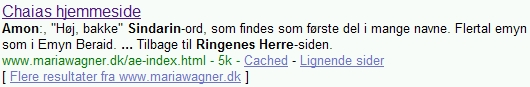 Chaias hjemmeside
Amon:, "Høj, bakke" Sindarin-ord, som findes som første del i mange navne. Flertal emyn
som i Emyn Beraid. ... Tilbage til Ringenes Herre-siden.
www.mariawagner.dk/ae-index.html - 5k - Cached - Lignende sider
[ Flere resultater fra www.mariawagner.dk ]